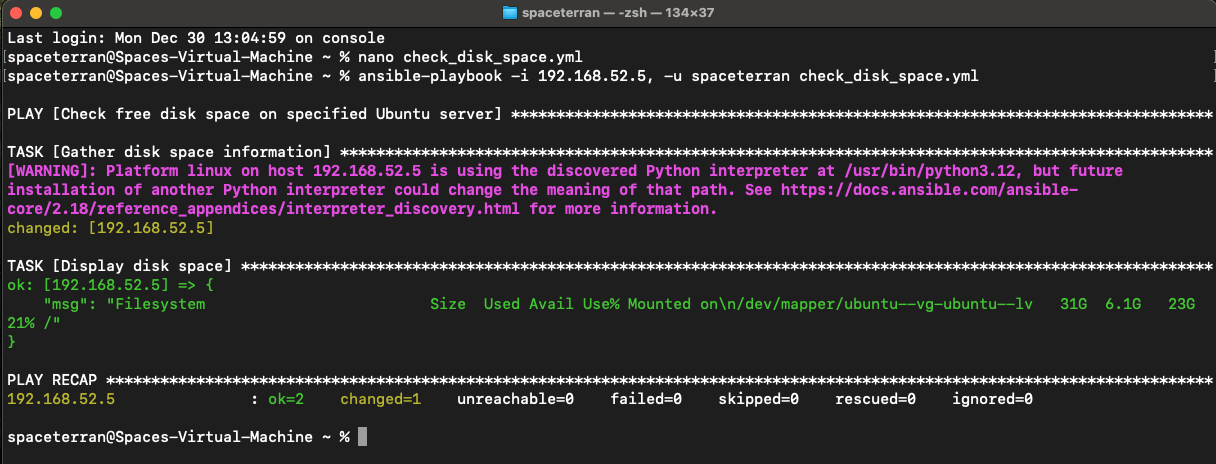 spaceterran — -zsh — 134×37
Last login: Mon Dec 30 13:04:59 on console
[spaceterran@Spaces-Virtual-Machine ~ % nano check_disk_space.yml ]
[spaceterran@Spaces-Virtual-Machine ~ % ansible-playbook -i 192.168.52.5, -u spaceterran check_disk_space.yml ]
PLAY [Check free disk space on specified Ubuntu server] ******************************************************************************
TASK [Gather disk space information] *************************************************************************************************
[WARNING]: Platform linux on host 192.168.52.5 is using the discovered Python interpreter at /usr/bin/python3.12, but future
installation of another Python interpreter could change the meaning of that path. See https://docs.ansible.com/ansible-
core/2.18/reference_appendices/interpreter_discovery.html for more information.
changed: [192.168.52.5]
TASK [Display disk space] ************************************************************************************************************
ok: [192.168.52.5] => {
    "msg": "Filesystem                         Size  Used Avail Use% Mounted on\n/dev/mapper/ubuntu--vg-ubuntu--lv   31G  6.1G   23G
21% /"
}
PLAY RECAP ***************************************************************************************************************************
192.168.52.5               : ok=2    changed=1    unreachable=0    failed=0    skipped=0    rescued=0    ignored=0
spaceterran@Spaces-Virtual-Machine ~ %